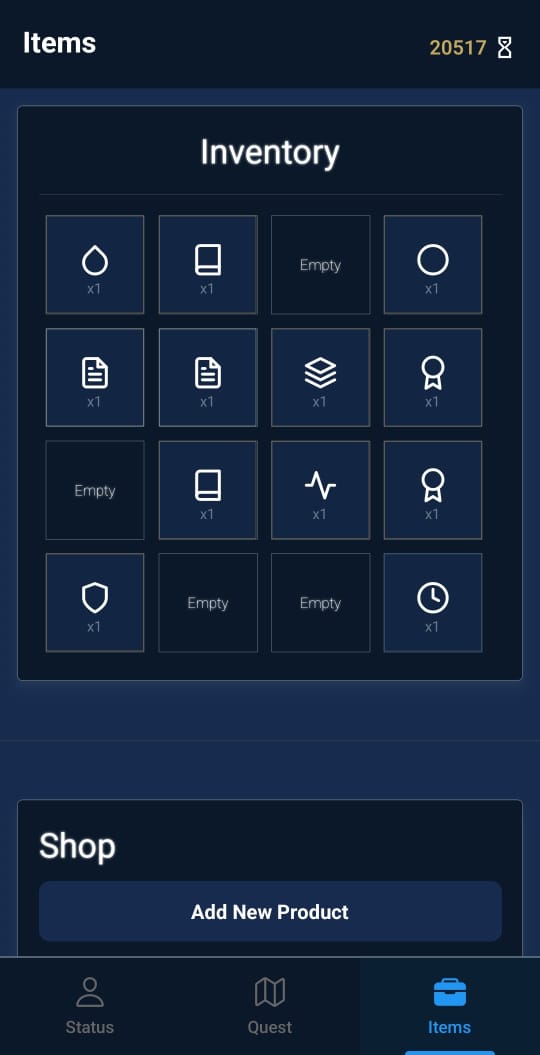 Items
20517
Inventory
x1 x1 Empty x1
x1 x1 x1 x1
Empty x1 x1 x1
x1 Empty Empty x1
Shop
Add New Product
Status Quest Items